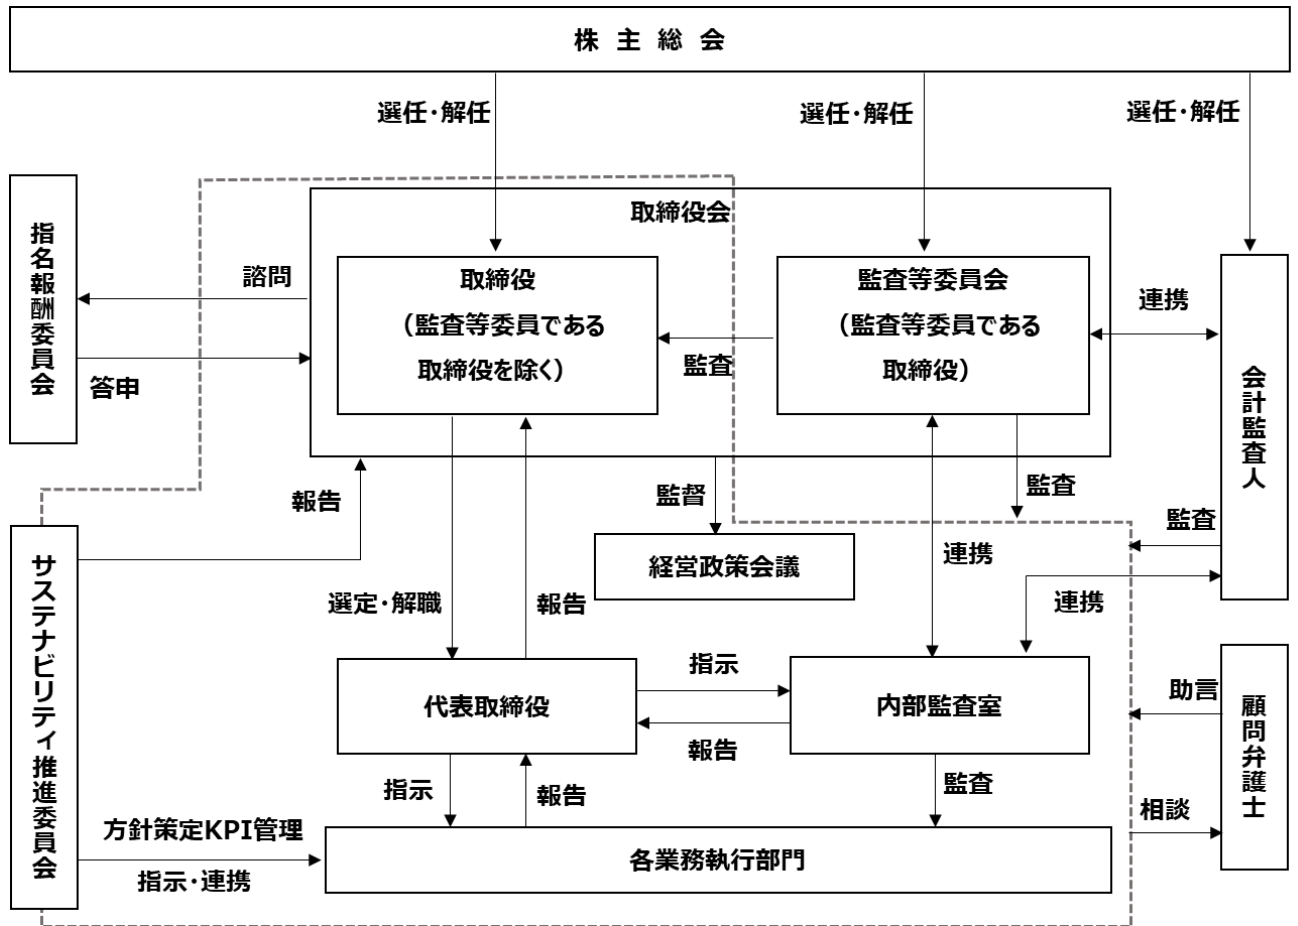 株 主 総 会
選任・解任
選任・解任
選任・解任
取締役会
指名報酬委員会
諮問
答申
取締役
（監査等委員である
取締役を除く）
監査
監査等委員会
（監査等委員である
取締役）
連携
会計監査人
報告
監督
監査
監査
経営政策会議
連携
連携
サステナビリティ推進委員会
選定・解職
報告
代表取締役
指示
報告
内部監査室
助言
顧問弁護士
指示
報告
監査
相談
方針策定KPI管理
指示・連携
各業務執行部門